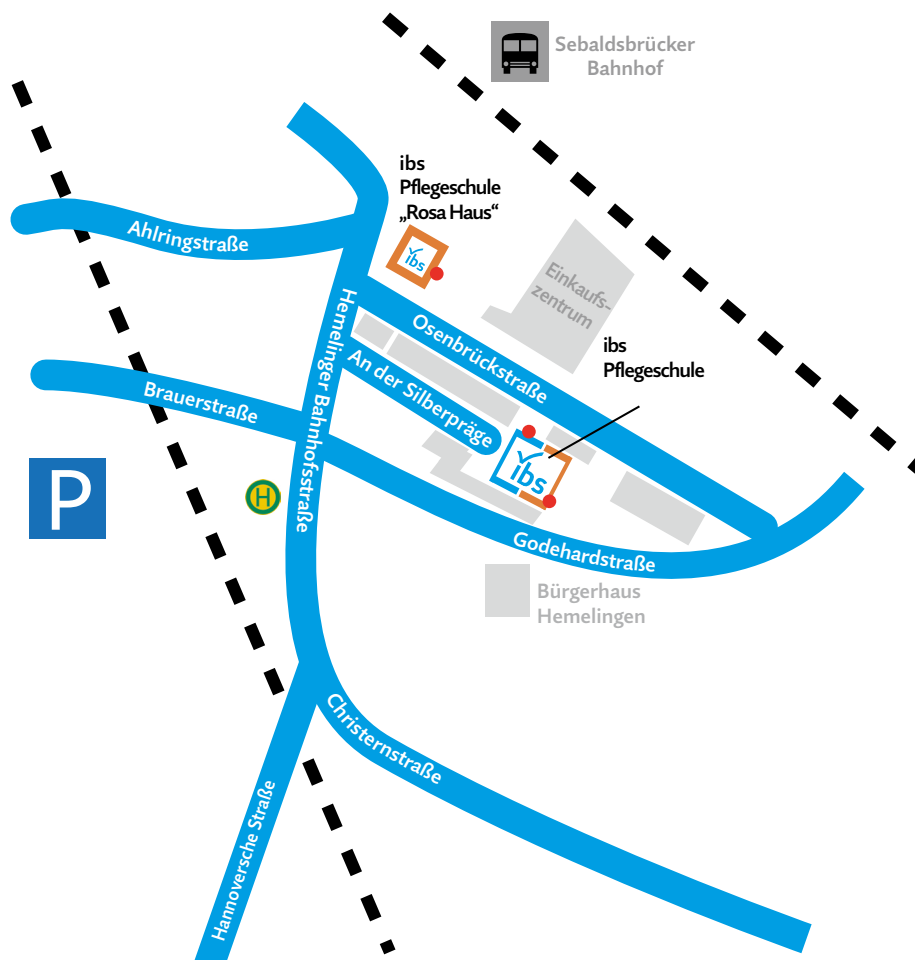 Sebaldsbrücker
Bahnhof
ibs
Pflegeschule
„Rosa Haus“
ibs
Ahlringstraße
Einkaufs-
zentrum
Hemelinger Bahnhofsstraße
Osenbrückstraße
ibs
Pflegeschule
An der Silberpräge
Brauerstraße
ibs
P
H
Godehardstraße
Bürgerhaus
Hemelingen
Christernstraße
Hannoversche Straße